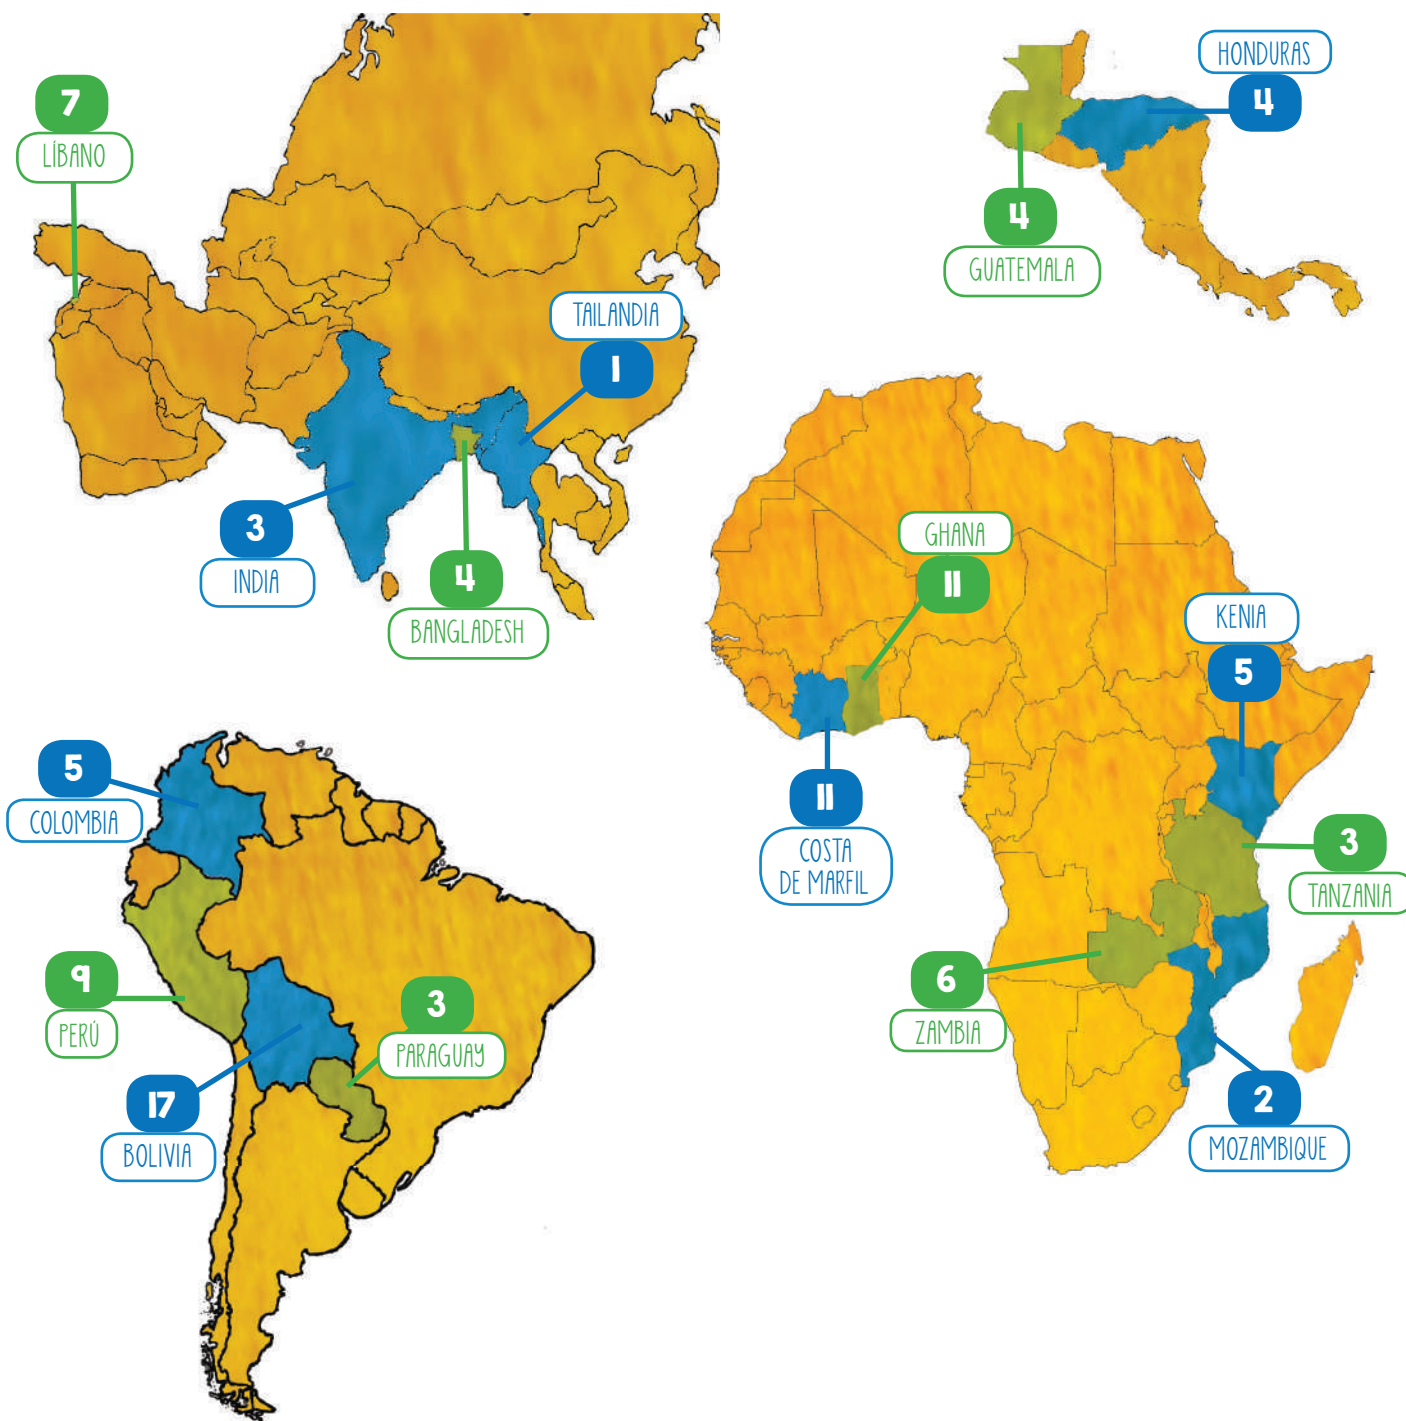 7
LÍBANO
TAILANDIA
1
3
INDIA
4
BANGLADESH
HONDURAS
4
4
GUATEMALA
GHANA
11
KENIA
5
11
COSTA
DE MARFIL
3
TANZANIA
6
ZAMBIA
2
MOZAMBIQUE
5
COLOMBIA
9
PERÚ
3
PARAGUAY
17
BOLIVIA